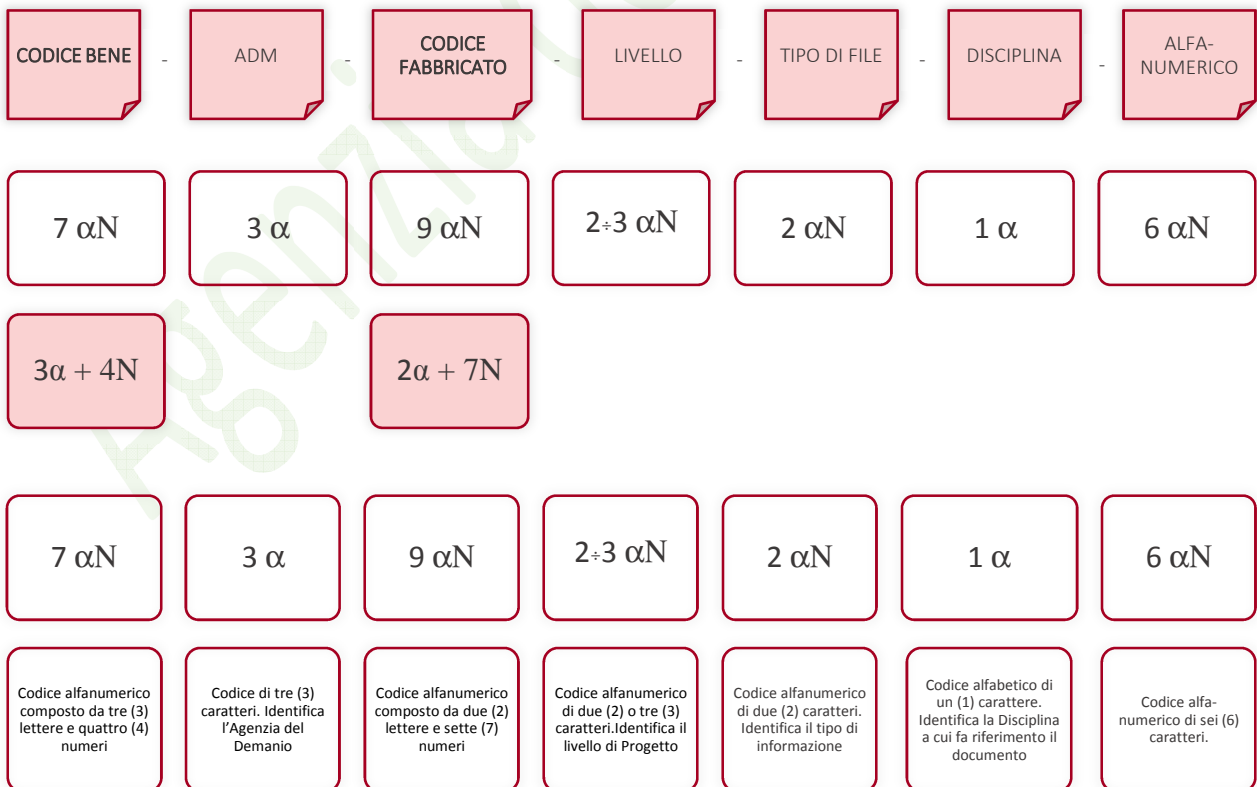 CODICE BENE - ADM - CODICE FABBRICATO - LIVELLO - TIPO DI FILE - DISCIPLINA - ALFA-NUMERICO
7 αN
3 α
9 αN
2÷3 αN
2 αN
1 α
6 αN
3α + 4N
2α + 7N
7 αN
3 α
9 αN
2÷3 αN
2 αN
1 α
6 αN
Codice alfanumerico
composto da tre (3)
lettere e quattro (4)
numeri
Codice di tre (3)
caratteri. Identifica
l’Agenzia del
Demanio
Codice alfanumerico
composto da due (2)
lettere e sette (7)
numeri
Codice alfanumerico
di due (2) o tre (3)
caratteri.Identifica il
livello di Progetto
Codice alfanumerico
di due (2) caratteri.
Identifica il tipo di
informazione
Codice alfabetico di
un (1) carattere.
Identifica la Disciplina
a cui fa riferimento il
documento
Codice alfa-
numerico di sei (6)
caratteri.
Agenzia